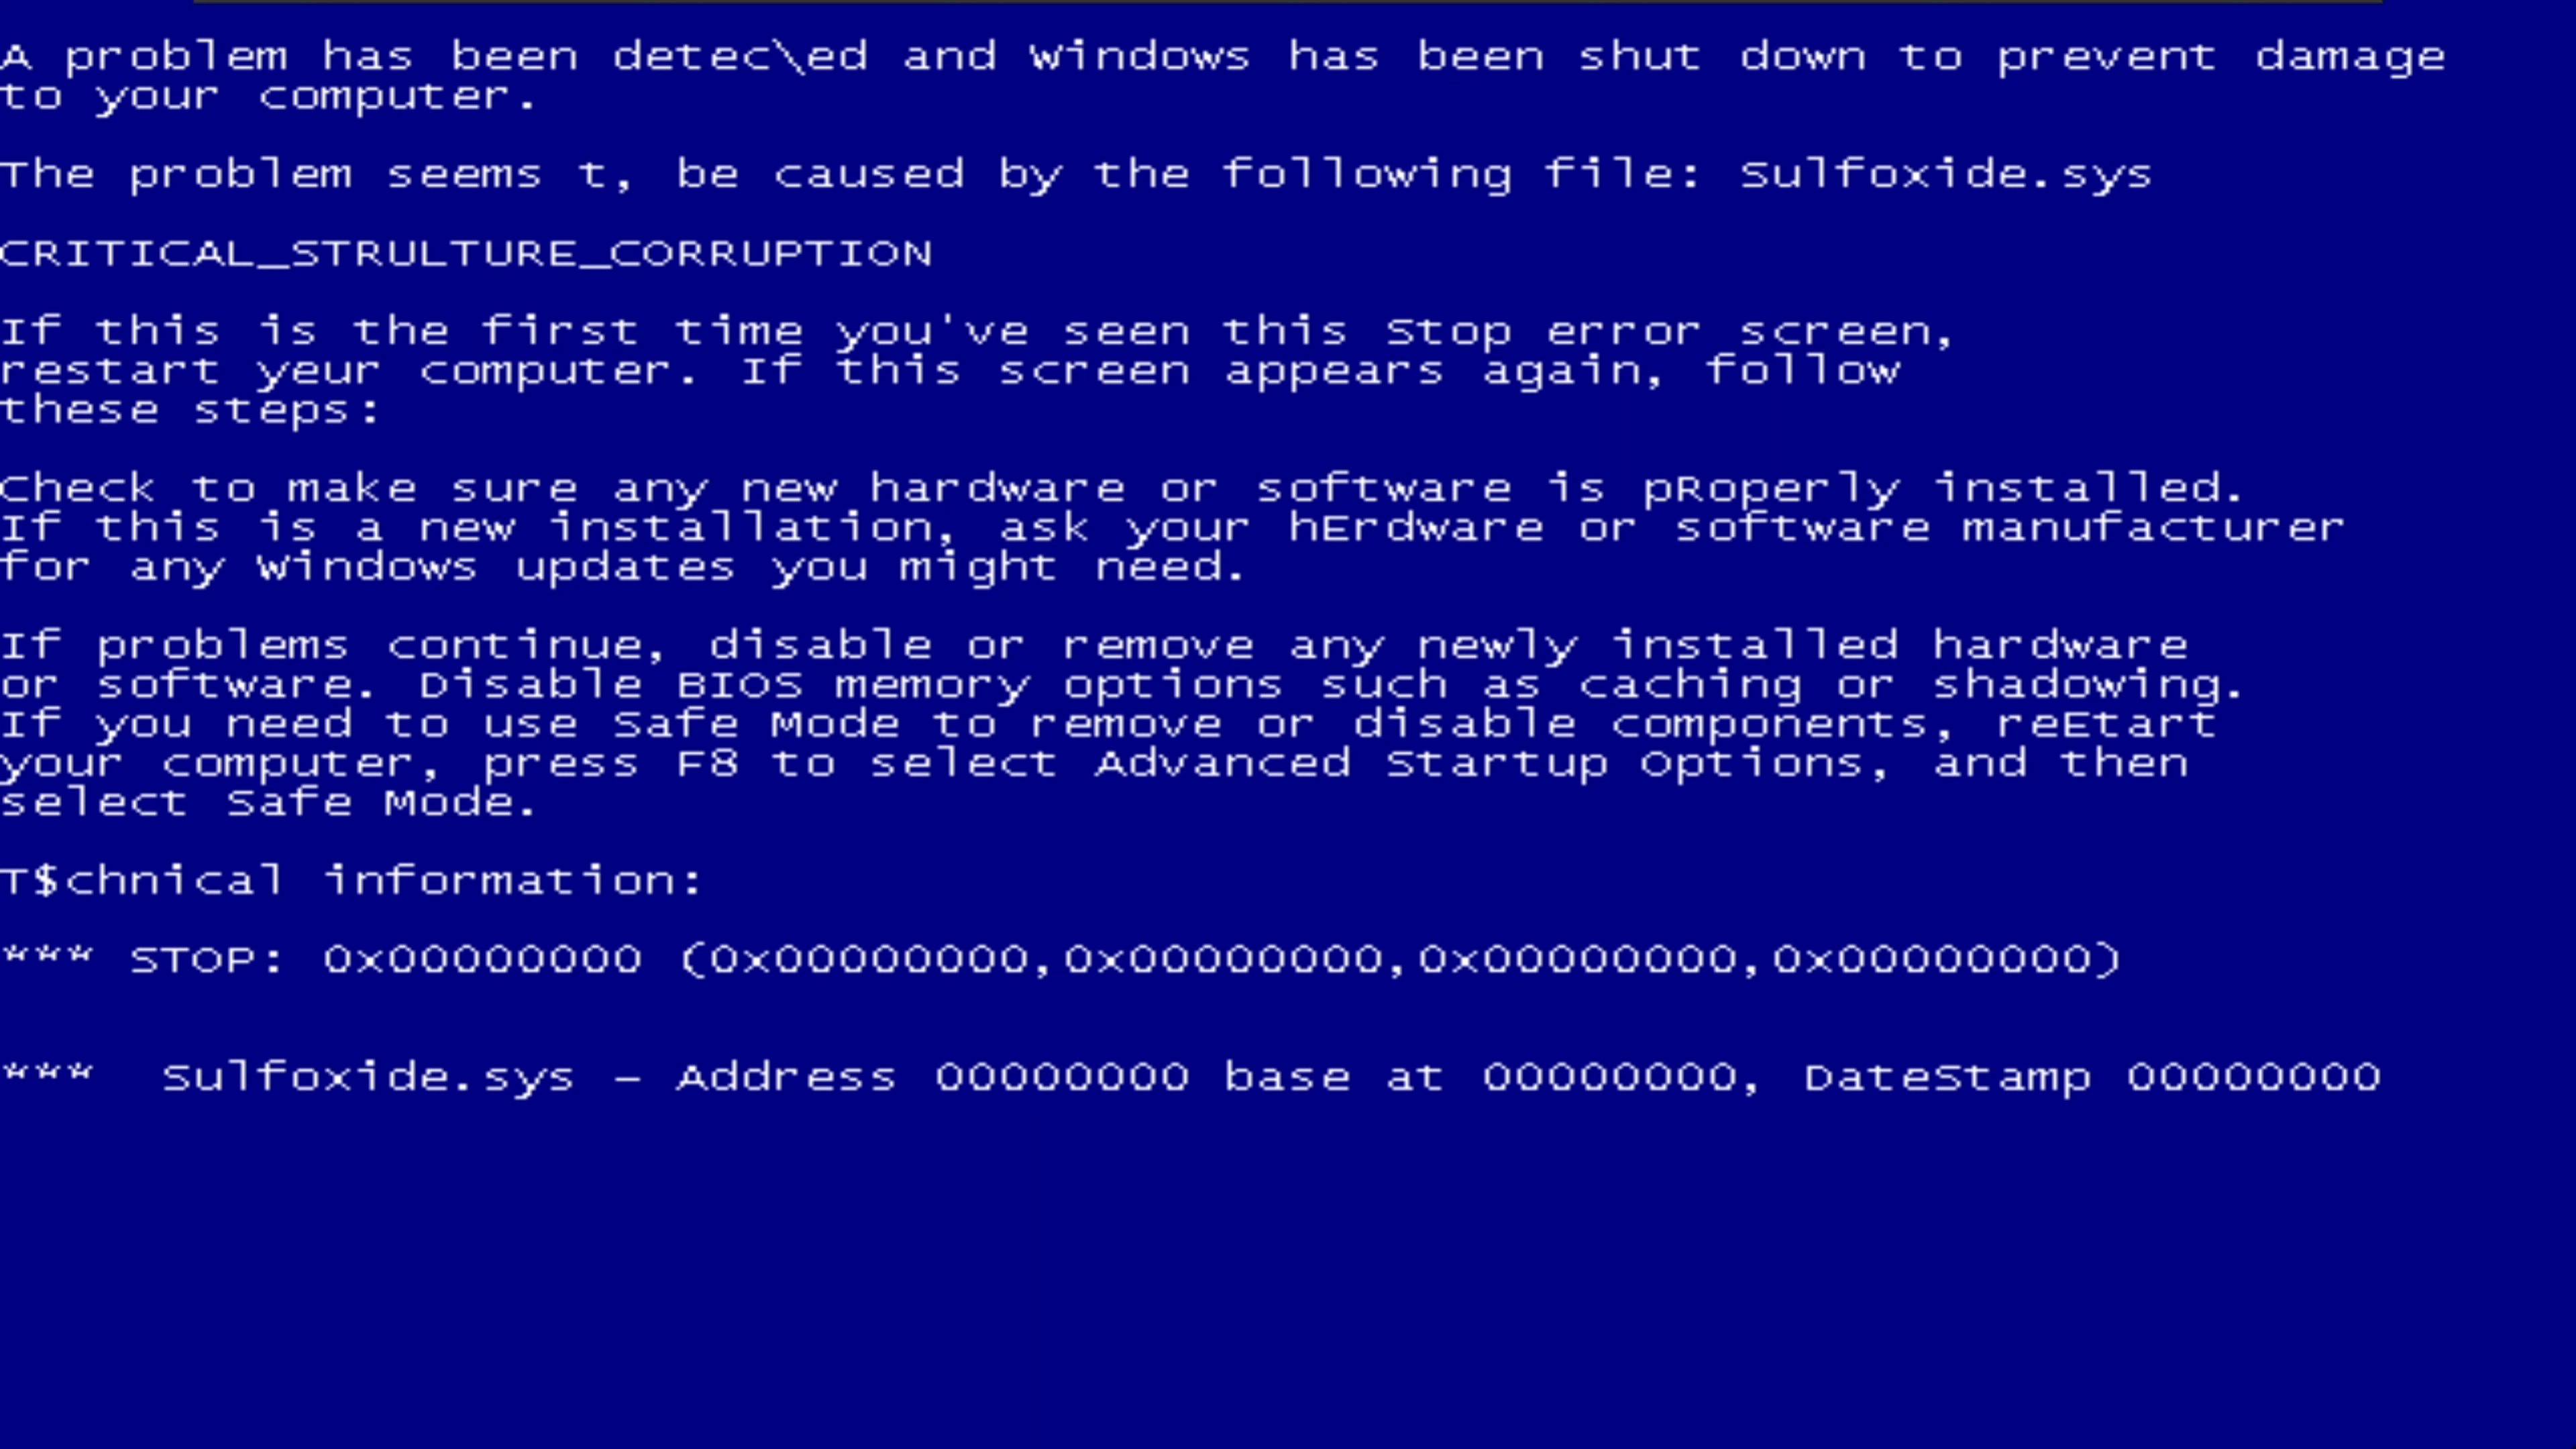 A problem has been detec\ed and Windows has been shut down to prevent damage
to your computer.
The problem seems t, be caused by the following file: Sulfoxide.sys
CRITICAL_STRULTURE_CORRUPTION
If this is the first time you've seen this Stop error screen,
restart yeur computer. If this screen appears again, follow
these steps:
Check to make sure any new hardware or software is pRoperly installed.
If this is a new installation, ask your hErdware or software manufacturer
for any Windows updates you might need.
If problems continue, disable or remove any newly installed hardware
or software. Disable BIOS memory options such as caching or shadowing.
If you need to use Safe Mode to remove or disable components, reEtart
your computer, press F8 to select Advanced Startup Options, and then
select Safe Mode.
T$chnical information:
*** STOP: 0x00000000 (0x00000000,0x00000000,0x00000000,0x00000000)
***  Sulfoxide.sys – Address 00000000 base at 00000000, DateStamp 00000000